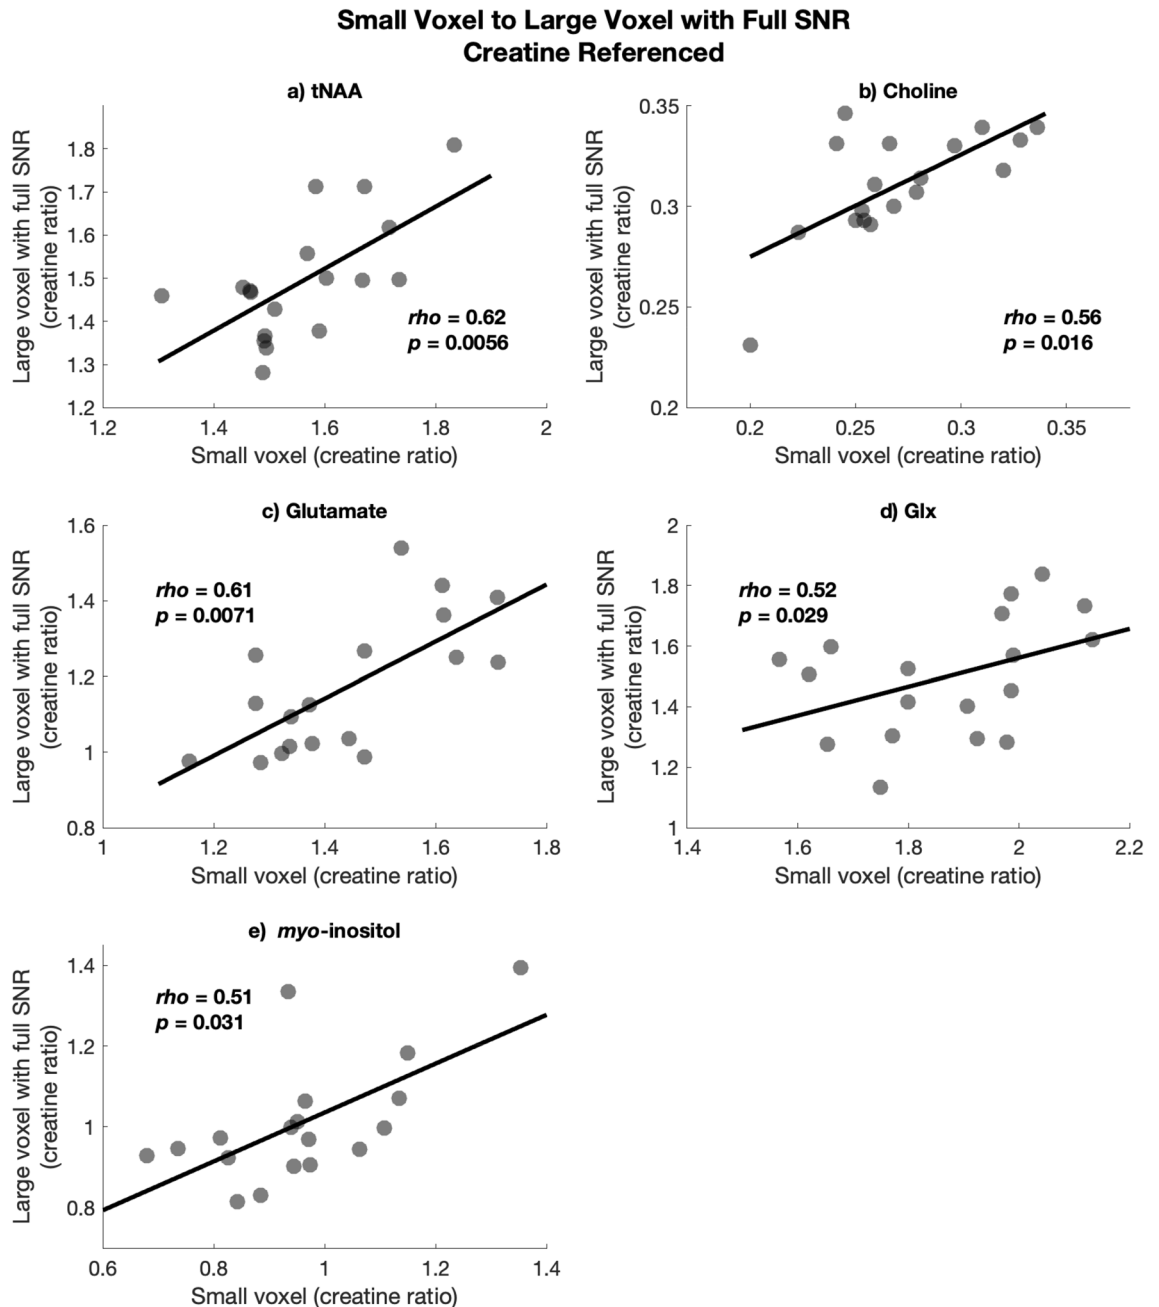 Small Voxel to Large Voxel with Full SNR
Creatine Referenced
a) tNAA
Large voxel with full SNR
(creatine ratio)
1.8
1.7
1.6
1.5
1.4
1.3
1.2
rho = 0.62
p = 0.0056
1.2 1.4 1.6 1.8 2
Small voxel (creatine ratio)
b) Choline
Large voxel with full SNR
(creatine ratio)
0.35
0.3
0.25
0.2
rho = 0.56
p = 0.016
0.2 0.25 0.3 0.35
Small voxel (creatine ratio)
c) Glutamate
Large voxel with full SNR
(creatine ratio)
1.6
1.4
1.2
1
0.8
rho = 0.61
p = 0.0071
1 1.2 1.4 1.6 1.8
Small voxel (creatine ratio)
d) Glx
Large voxel with full SNR
(creatine ratio)
2
1.8
1.6
1.4
1.2
1
rho = 0.52
p = 0.029
1.4 1.6 1.8 2 2.2
Small voxel (creatine ratio)
e) myo-inositol
Large voxel with full SNR
(creatine ratio)
1.4
1.2
1
0.8
rho = 0.51
p = 0.031
0.6 0.8 1 1.2 1.4
Small voxel (creatine ratio)